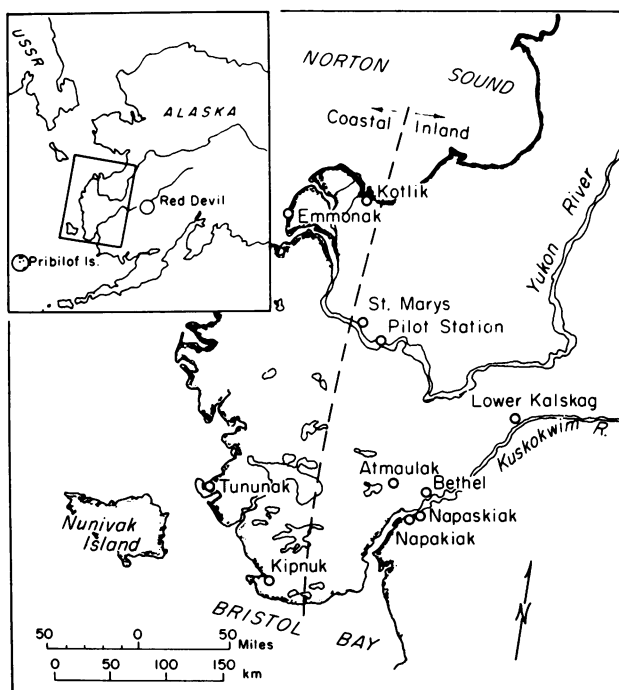 USSR
ALASKA
Red Devil
Pribilof Is.
NORTON
SOUND
Coastal
Inland
Kotlik
Emmonak
Yukon River
St. Marys
Pilot Station
Lower Kalskag
Kuskokwim R.
Atmaulak
Bethel
Tununak
Napaskiak
Napakiak
Nunivak
Island
Kipnuk
BRISTOL BAY
N
50 0 50
Miles
0 50 100 150
km